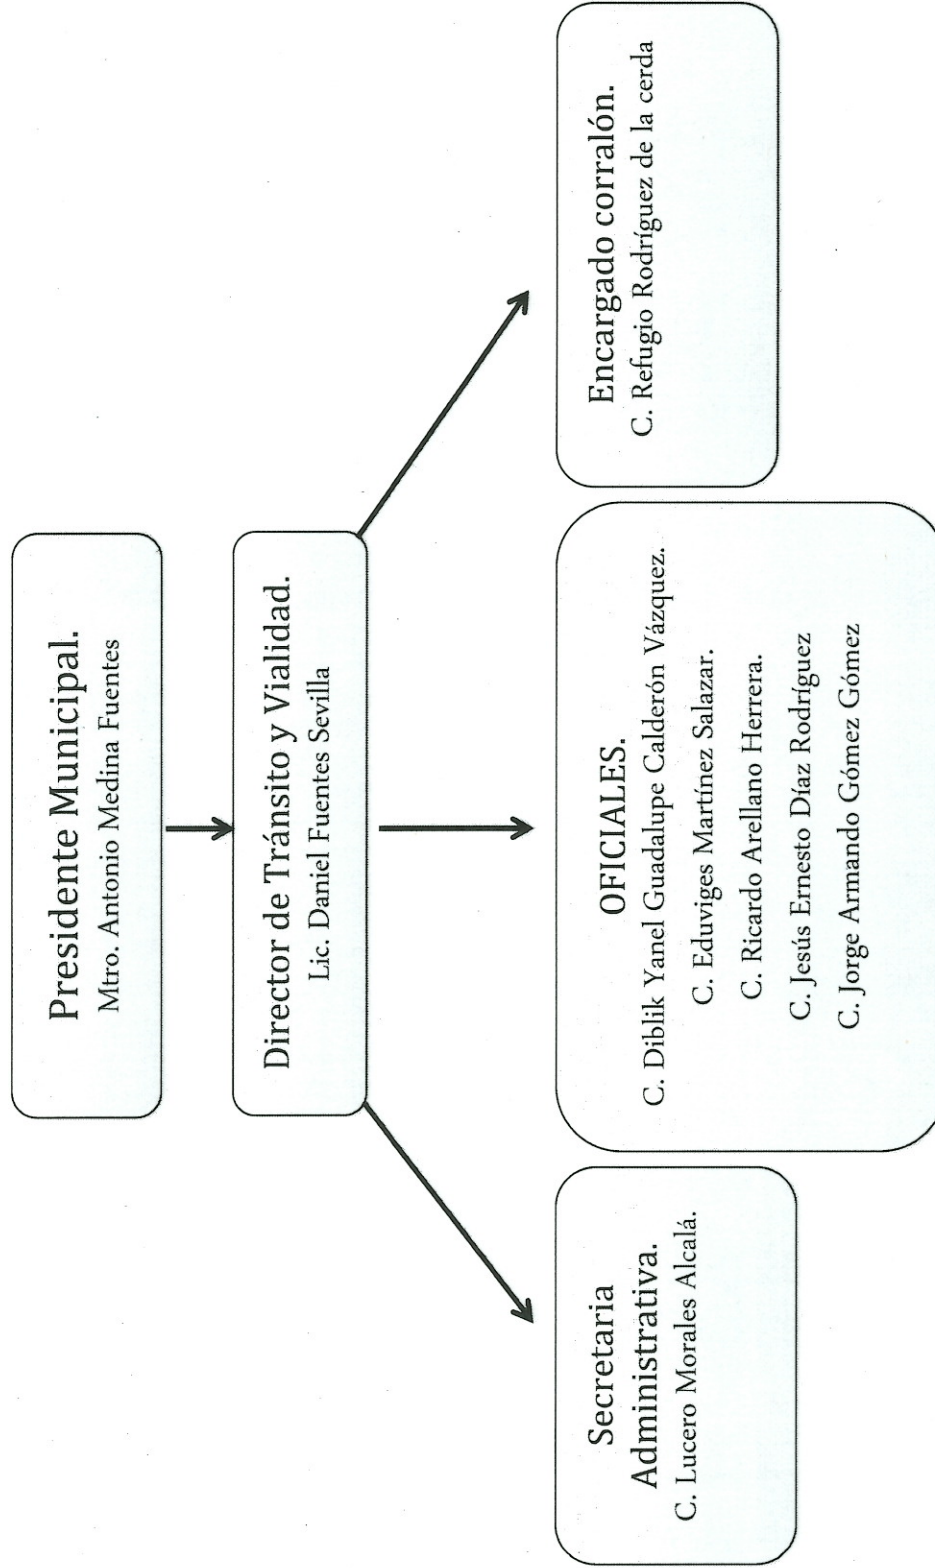 Presidente Municipal.
Mtro. Antonio Medina Fuentes
Director de Tránsito y Vialidad.
Lic. Daniel Fuentes Sevilla
Secretaria
Administrativa.
C. Lucero Morales Alcalá.
OFICIALES.
C. Diblik Yanel Guadalupe Calderón Vázquez.
C. Eduviges Martínez Salazar.
C. Ricardo Arellano Herrera.
C. Jesús Ernesto Díaz Rodríguez
C. Jorge Armando Gómez Gómez
Encargado corralón.
C. Refugio Rodríguez de la cerda